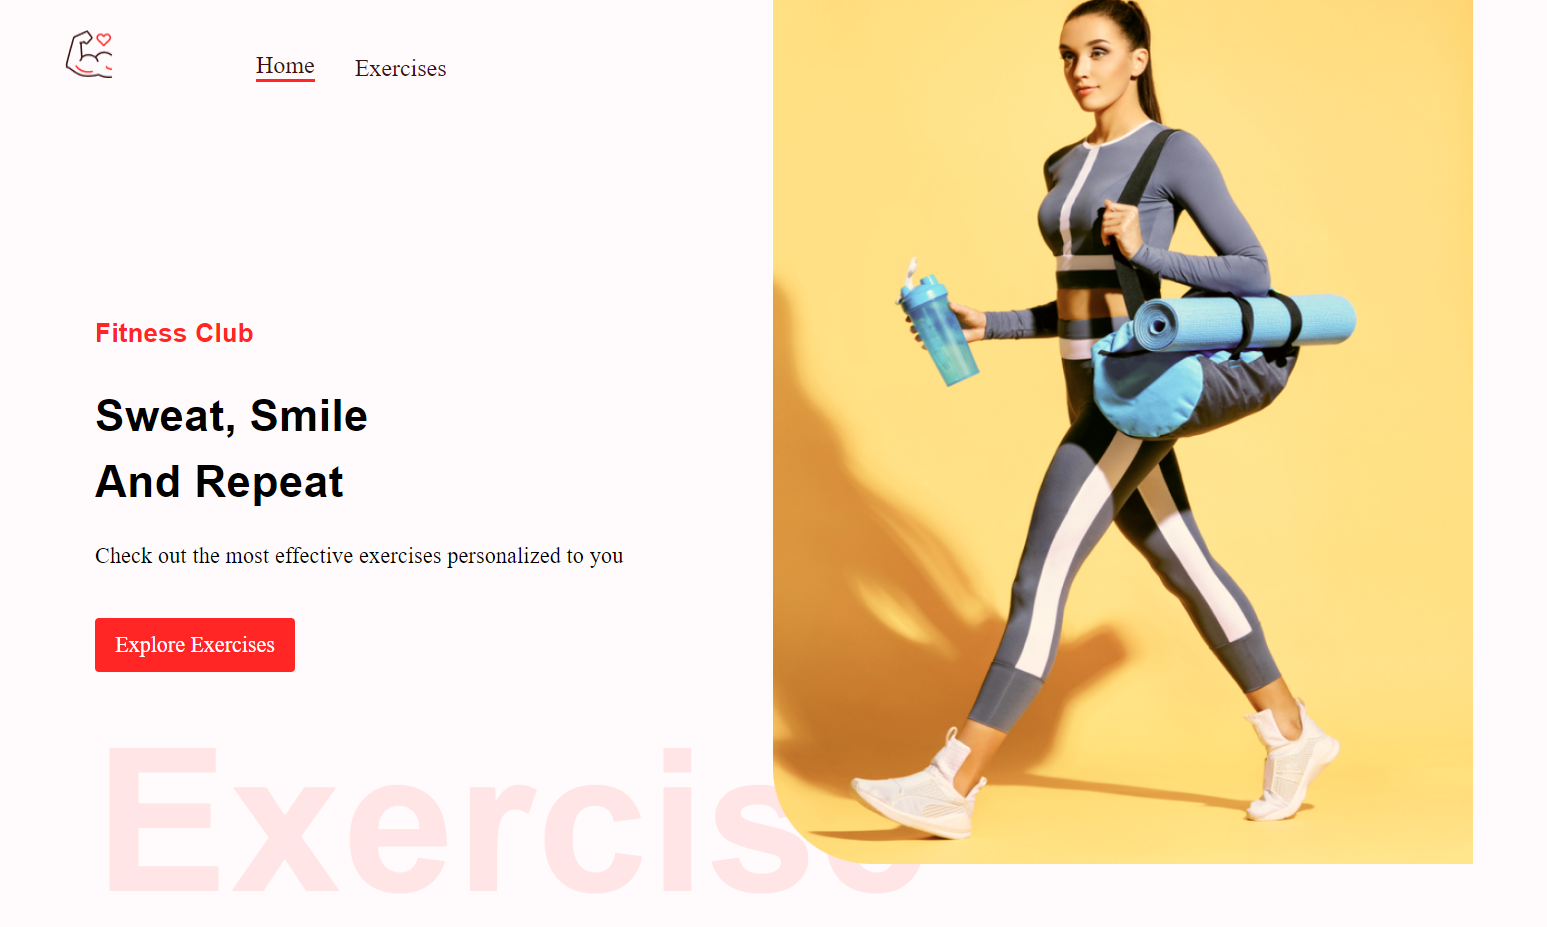 Home Exercises
Fitness Club
Sweat, Smile
And Repeat
Check out the most effective exercises personalized to you
Explore Exercises
Exercise